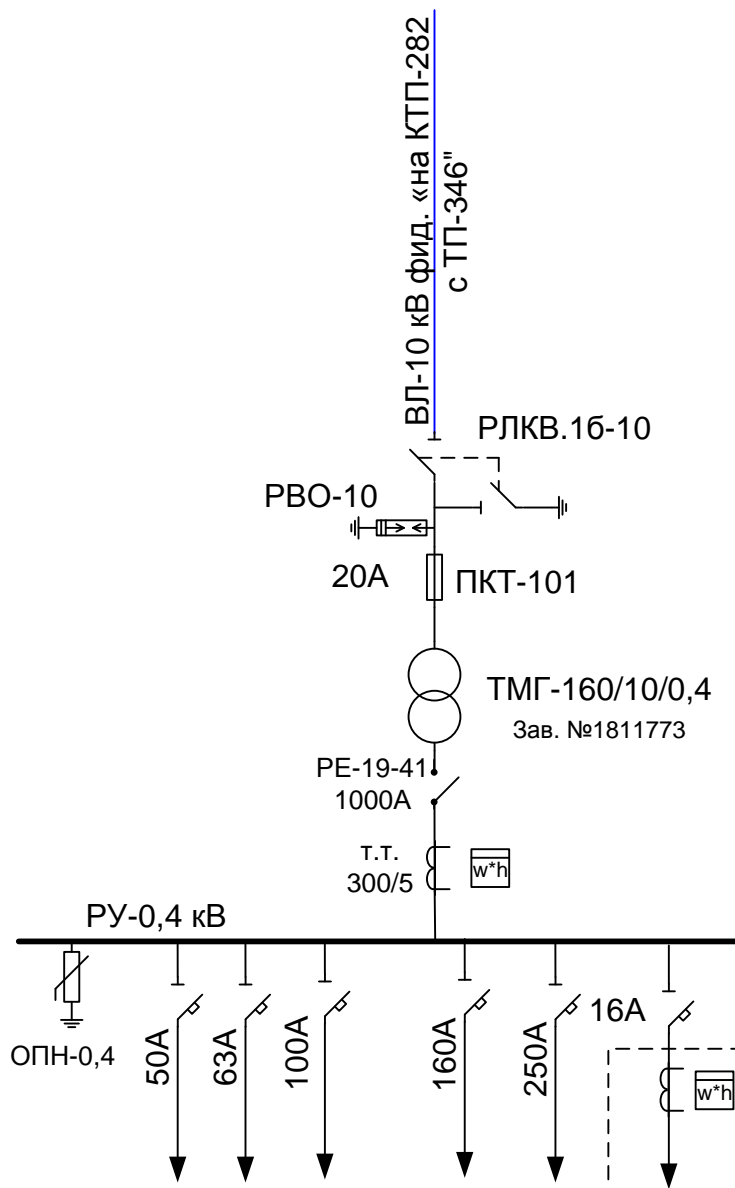 ВЛ-10 кВ фид. «на КТП-282
с ТП-346"
РЛКВ.1б-10
РВО-10
20А
ПКТ-101
ТМГ-160/10/0,4
Зав. №1811773
РЕ-19-41
1000А
т.т.
300/5
w*h
РУ-0,4 кВ
ОПН-0,4
50А
63А
100А
160А
250А
16А
w*h